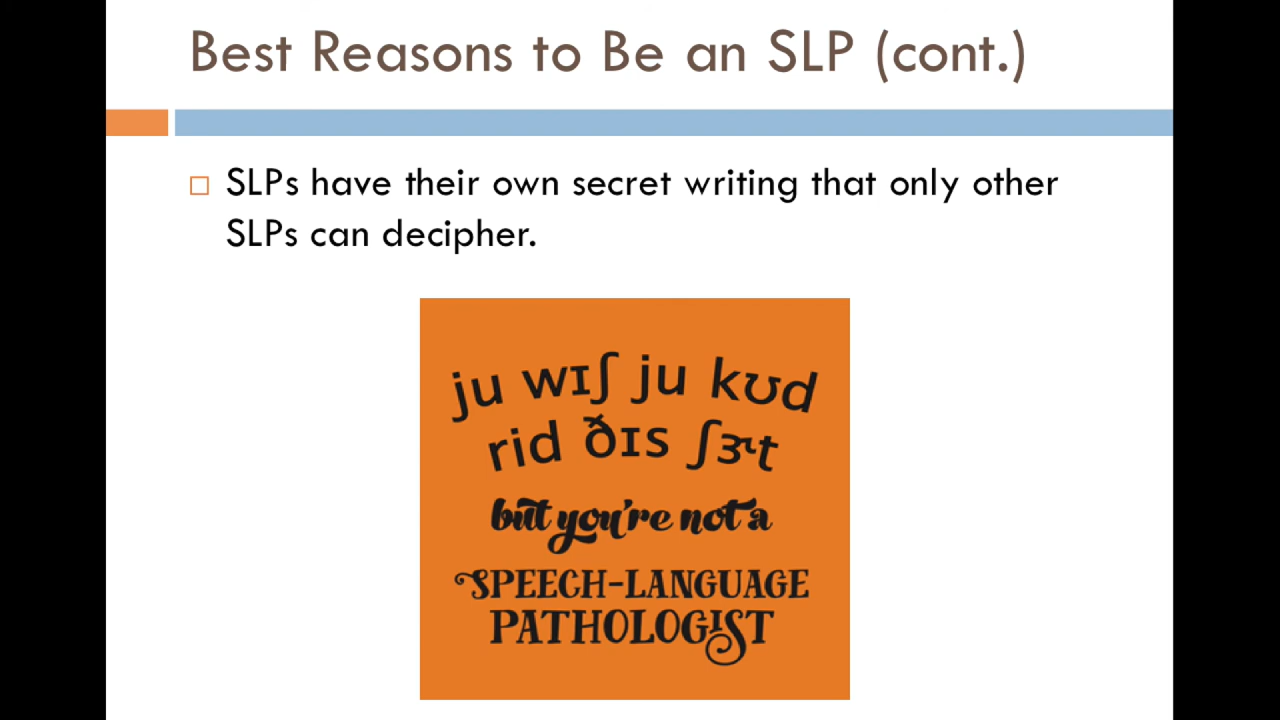 Best Reasons to Be an SLP (cont.)
SLPs have their own secret writing that only other
SLPs can decipher.
ju wɪʃ ju kʊd
rid ðɪs ʃɝt
but you're not a
SPEECH-LANGUAGE
PATHOLOGIST